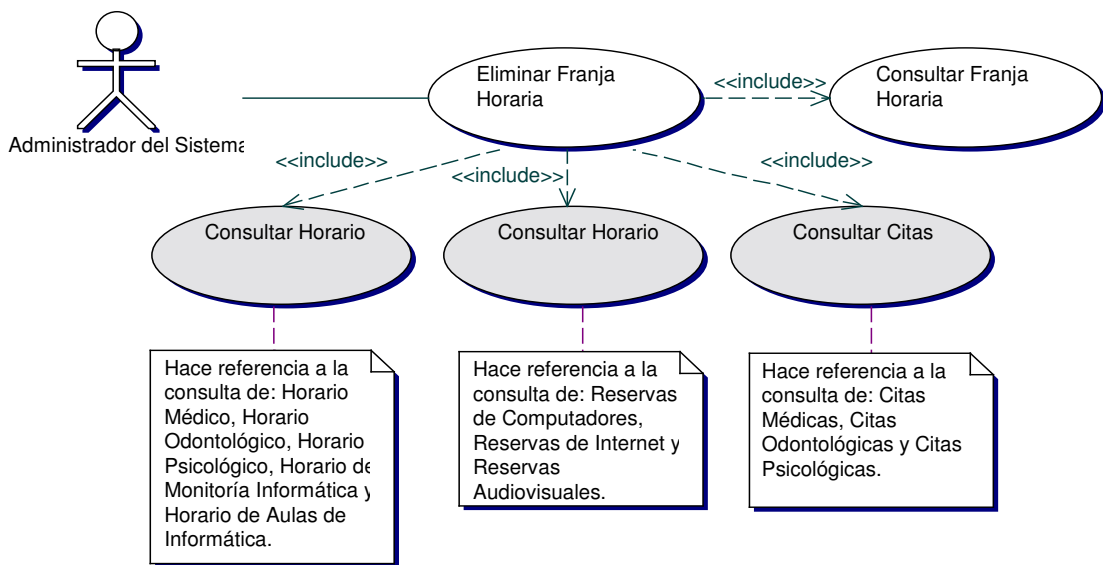 Eliminar Franja
Horaria
<<include>>
Consultar Franja
Horaria
Administrador del Sistema
<<include>>
<<include>>
<<include>>
Consultar Horario
Consultar Horario
Consultar Citas
Hace referencia a la
consulta de: Horario
Médico, Horario
Odontológico, Horario
Psicológico, Horario de
Monitoría Informática y
Horario de Aulas de
Informática.
Hace referencia a la
consulta de: Reservas
de Computadores,
Reservas de Internet y
Reservas
Audiovisuales.
Hace referencia a la
consulta de: Citas
Médicas, Citas
Odontológicas y Citas
Psicológicas.